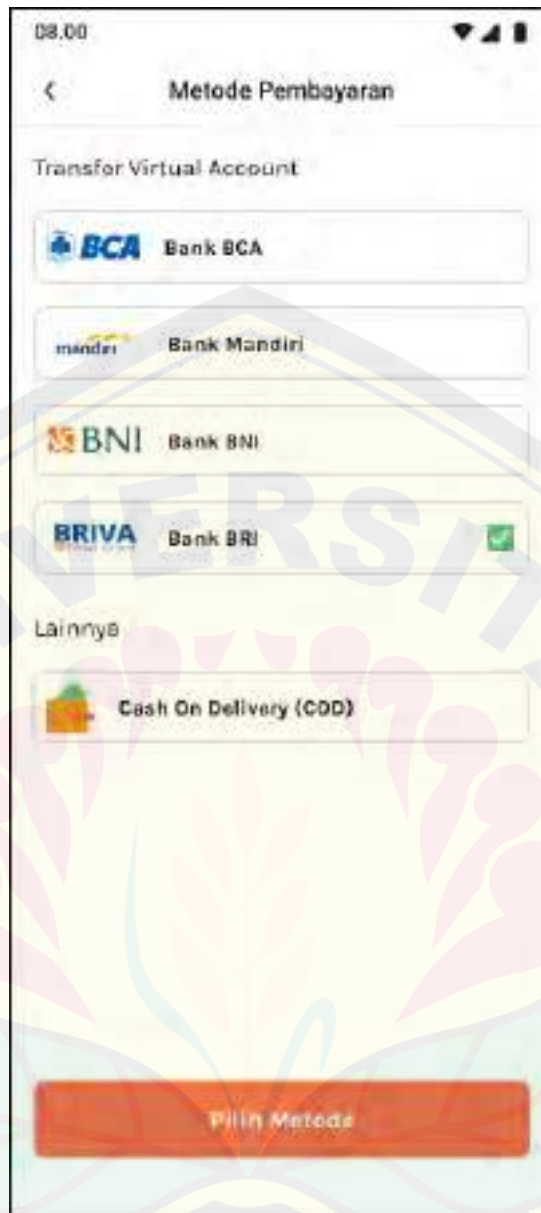 08.00
Metode Pembayaran
Transfer Virtual Account
BCA Bank BCA
mandiri Bank Mandiri
BNI Bank BNI
BRIVA Bank BRI
Lainnya
Cash On Delivery (COD)
Pilih Metode
UNIVERSIT